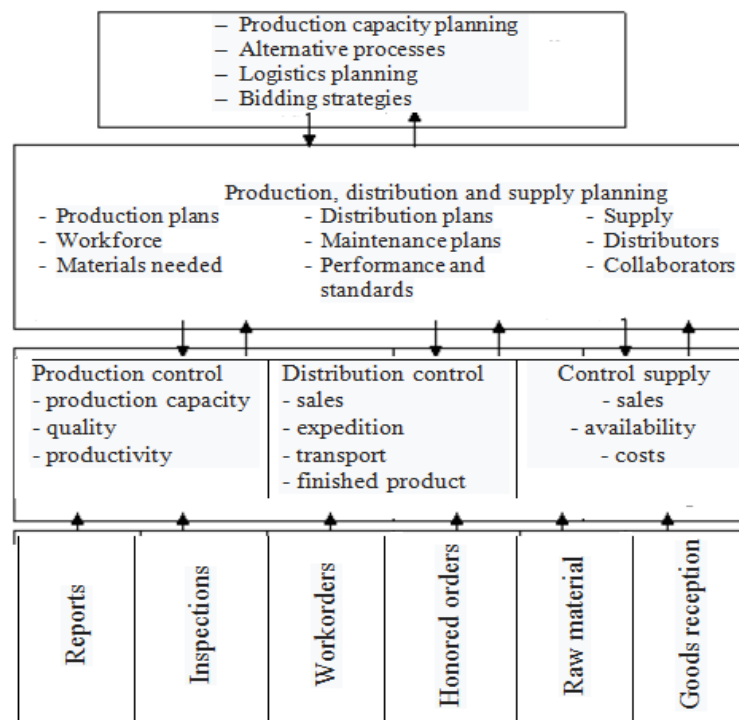 – Production capacity planning
– Alternative processes
– Logistics planning
– Bidding strategies
Production, distribution and supply planning
- Production plans
- Workforce
- Materials needed
- Distribution plans
- Maintenance plans
- Performance and
standards
- Supply
- Distributors
- Collaborators
Production control
- production capacity
- quality
- productivity
Distribution control
- sales
- expedition
- transport
- finished product
Control supply
- sales
- availability
- costs
Reports
Inspections
Workorders
Honored orders
Raw material
Goods reception